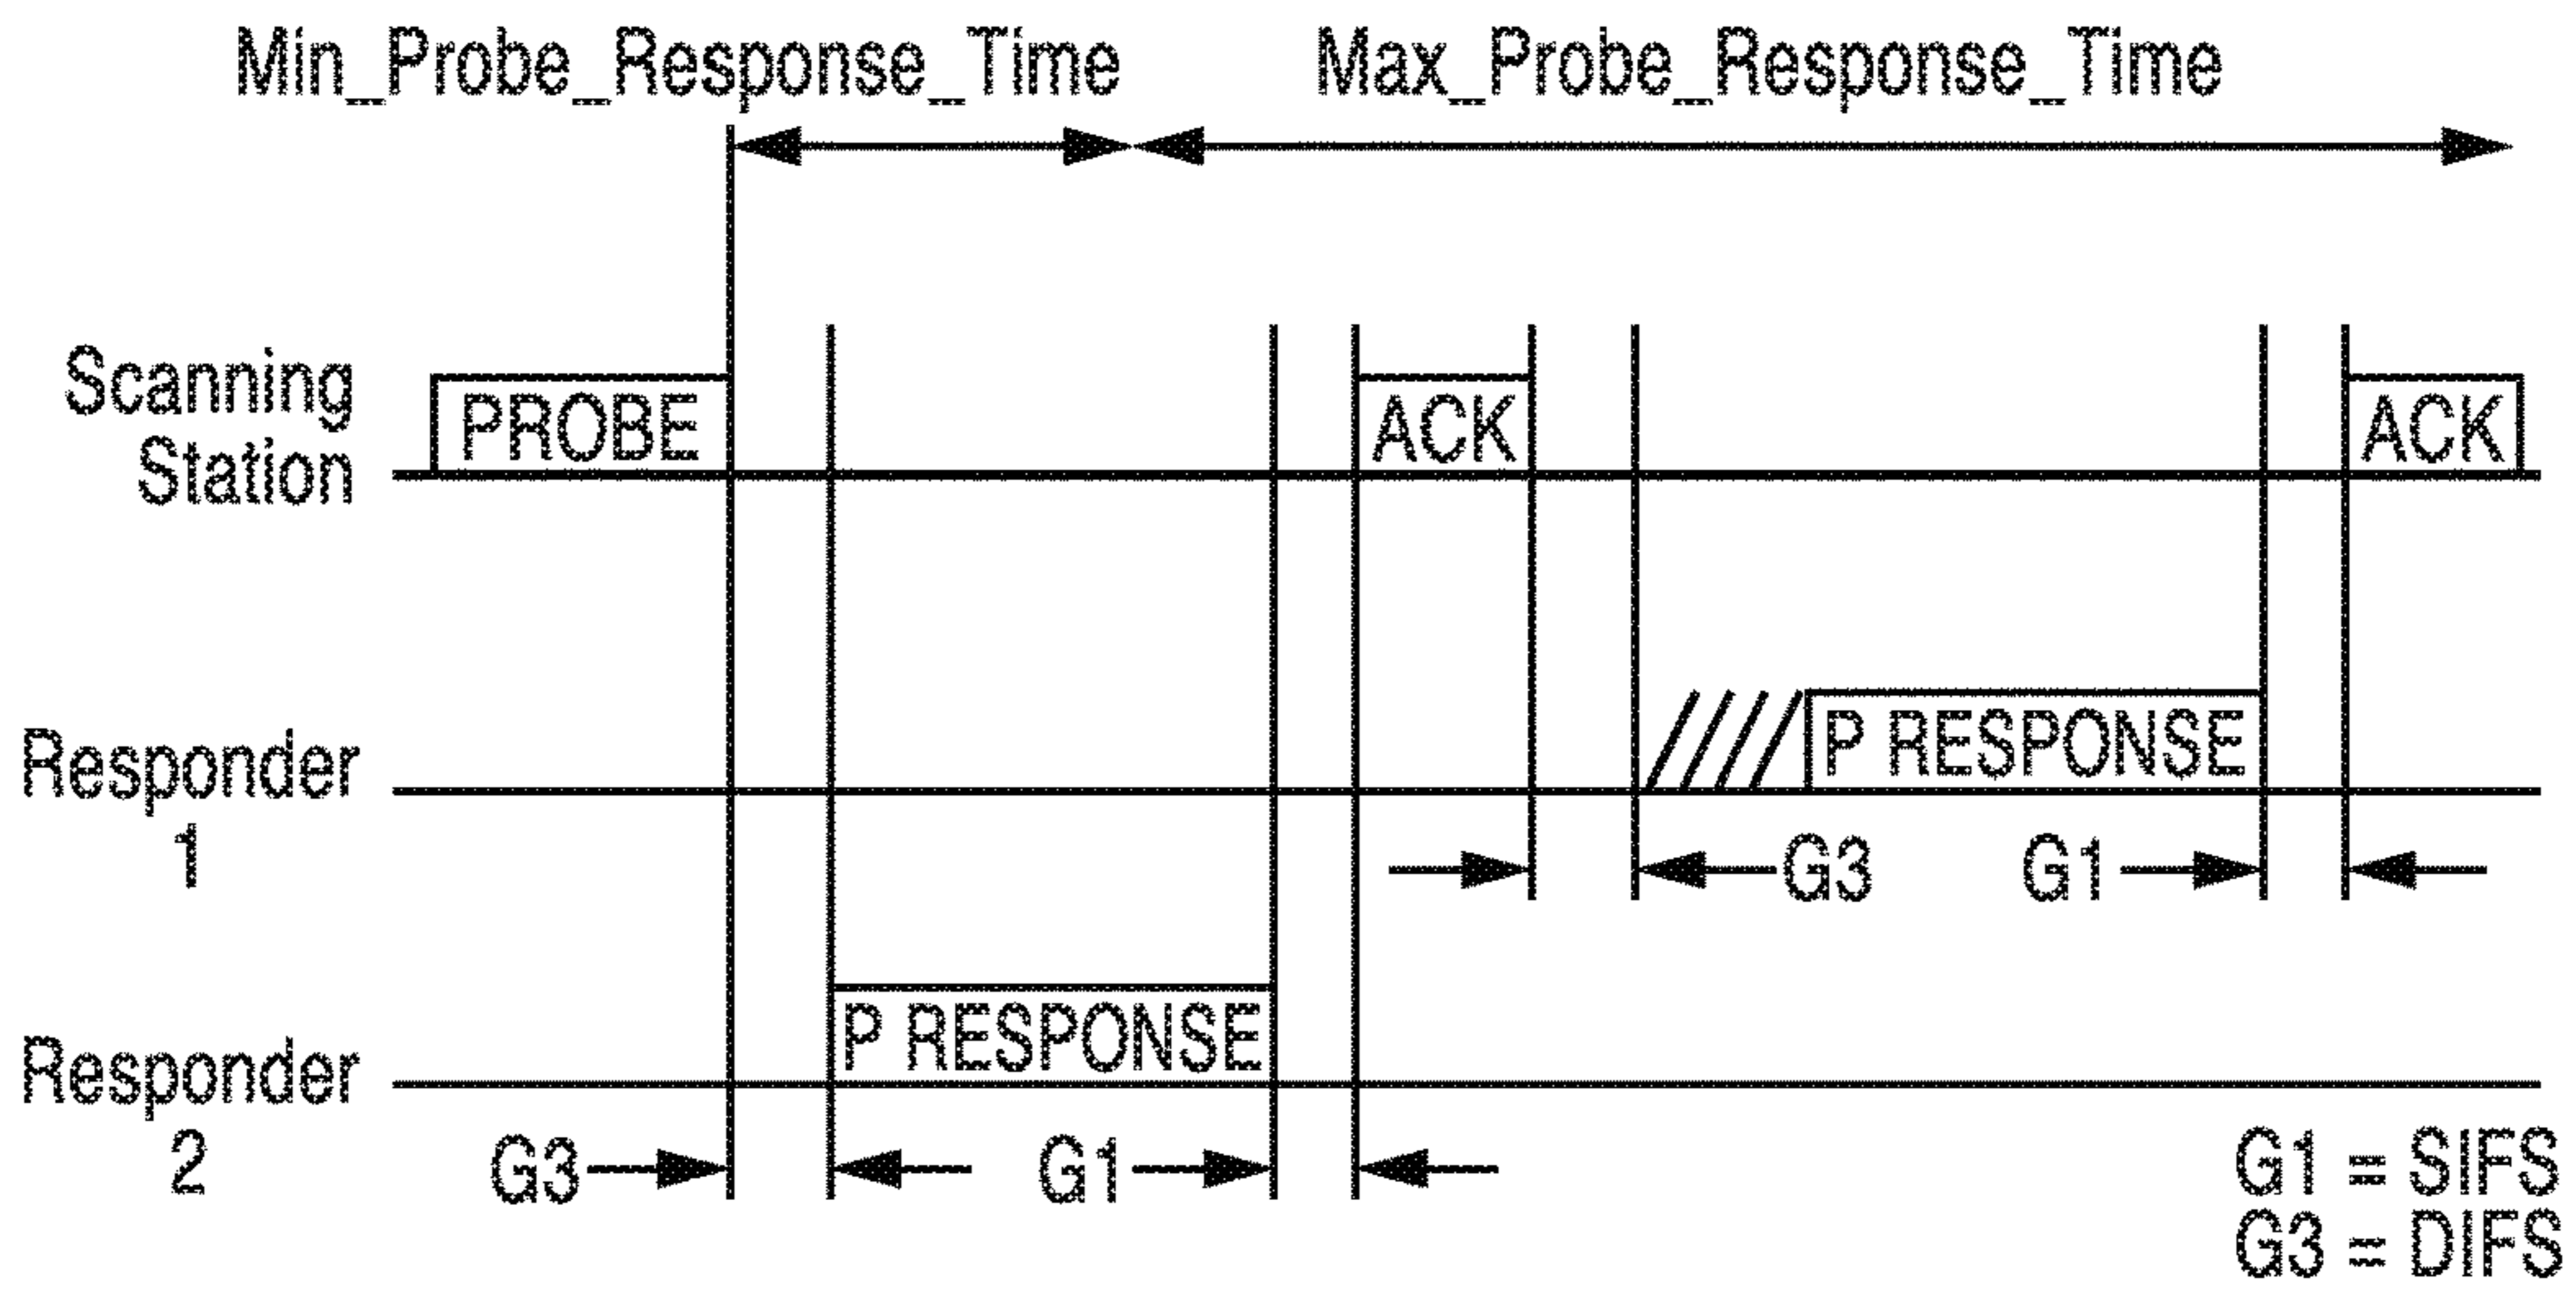 Min_Probe_Response_Time
Max_Probe_Response_Time
Scanning
Station
PROBE
ACK
ACK
Responder
1
P RESPONSE
G3
G1
Responder
2
P RESPONSE
G3
G1
G1 = SIFS
G3 = DIFS